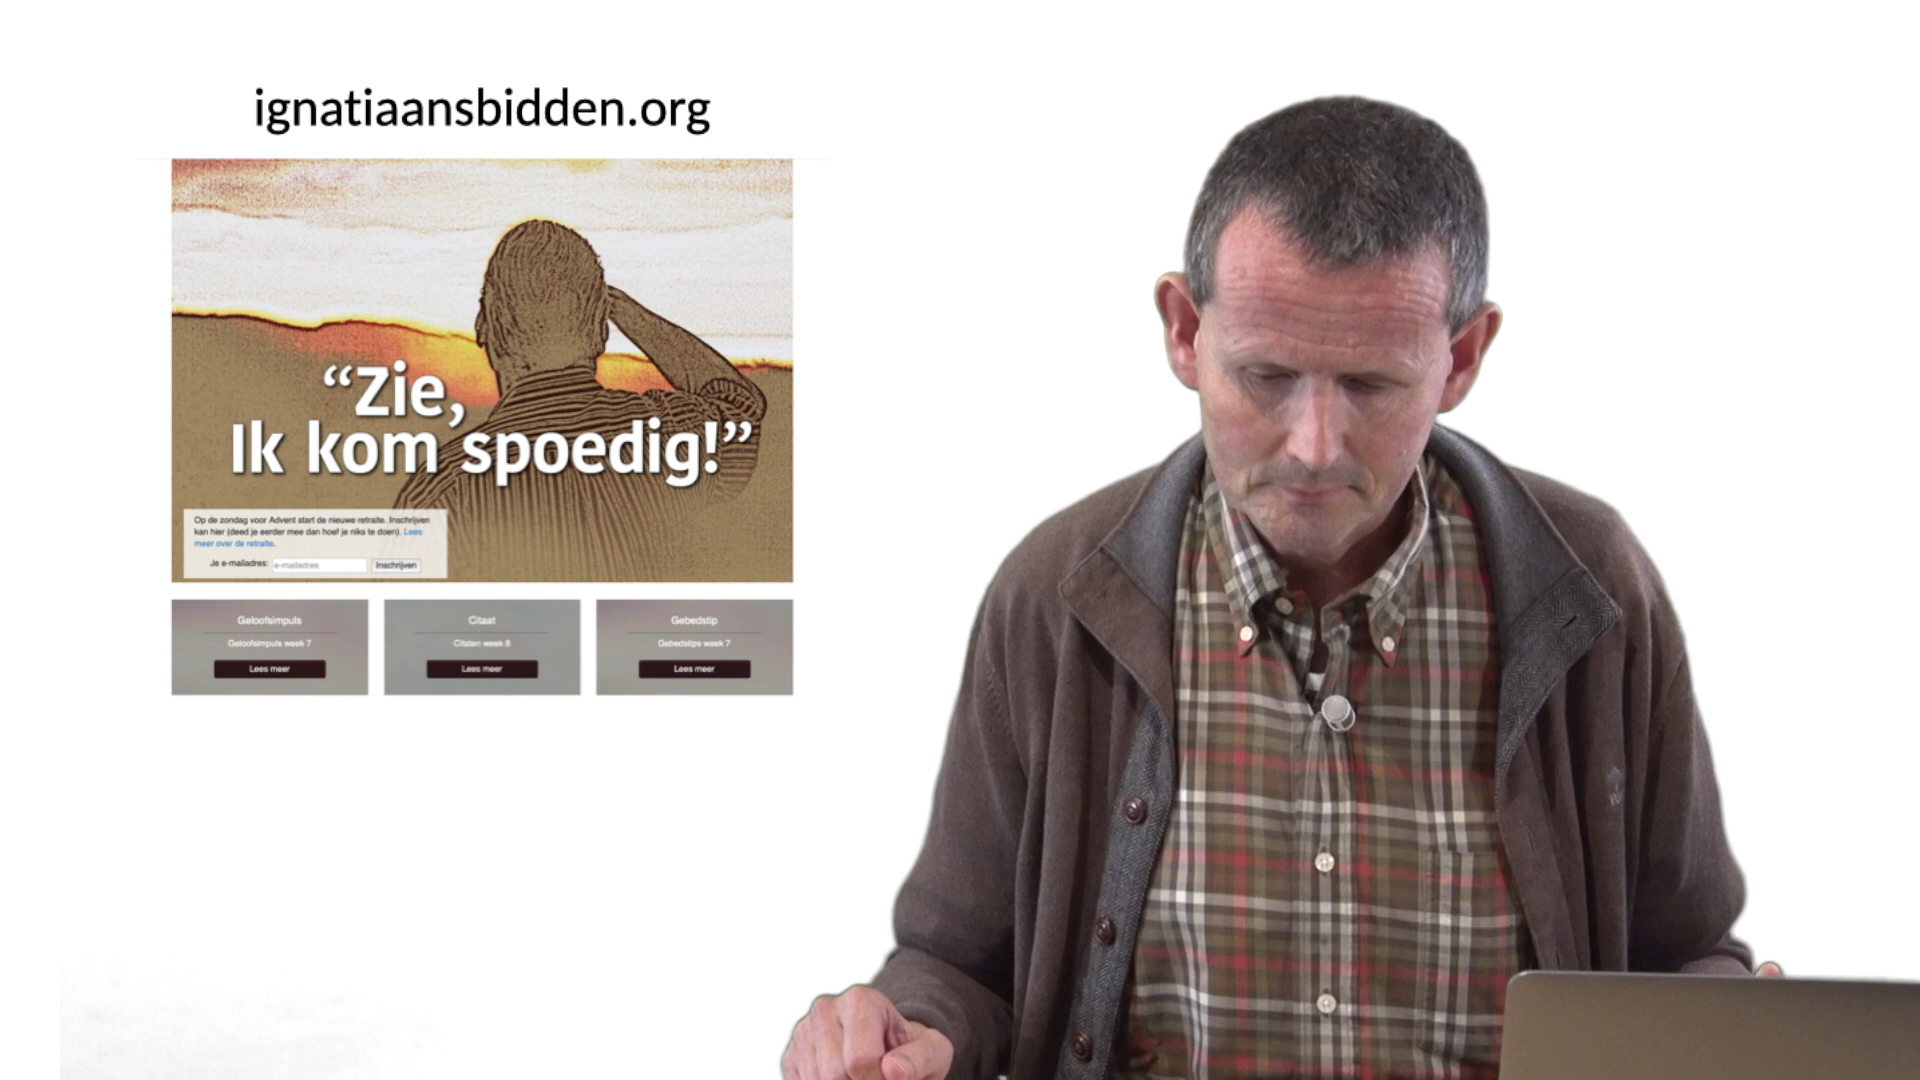 ignatiaansbidden.org
“Zie,
Ik kom spoedig!”
Op de zondag voor Advent start de nieuwe retraite. Inschrijven
kan hier (deed je eerder mee dan hoef je niks te doen). Lees
meer over de retraite.
Je e-mailadres: e-mailadres Inschrijven
Geloofsimpuls Citaat Gebedstip
Geloofsimpuls week 7 Citaten week 8 Gebedstips week 7
Lees meer Lees meer Lees meer